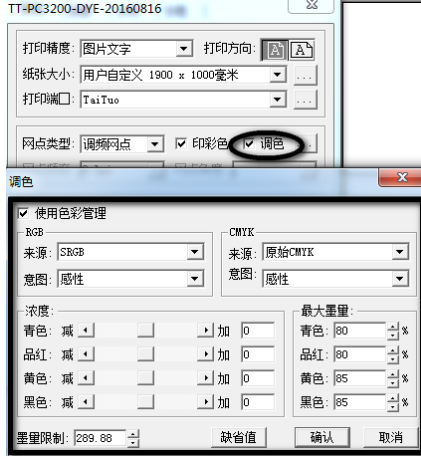 TT-PC3200-DYE-20160816
打印精度: 图片文字 打印方向: A A
纸张大小: 用户自定义 1900 x 1000毫米 ...
打印端口: TaiTuo ...
网点类型: 调频网点 印彩色 调色
调色
使用色彩管理
RGB CMYK
来源: SRGB 来源: 原始CMYK
意图: 感性 意图: 感性
浓度: 最大墨量:
青色: 减 加 0 青色: 80 %
品红: 减 加 0 品红: 80 %
黄色: 减 加 0 黄色: 85 %
黑色: 减 加 0 黑色: 85 %
墨量限制: 289.88 缺省值 确认 取消